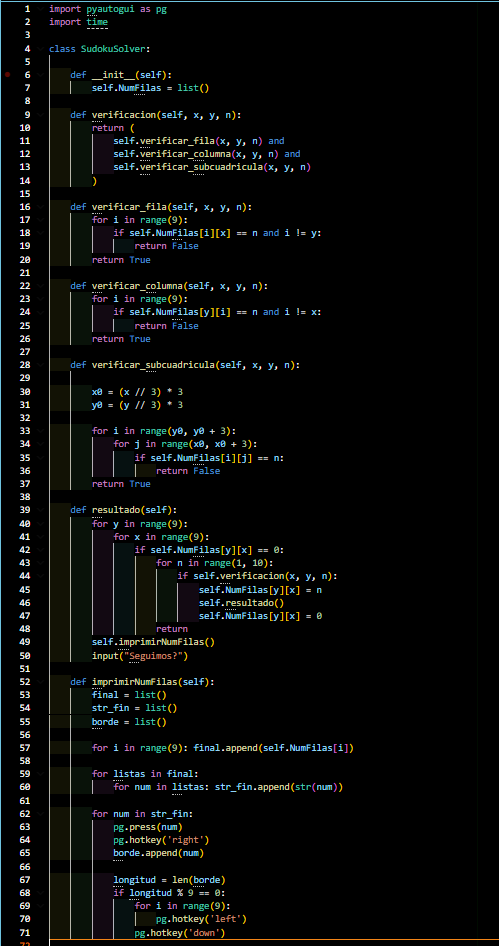 1 import pyautogui as pg
2 import time
3
4 class SudokuSolver:
5
6     def __init__(self):
7         self.NumFilas = list()
8
9     def verificacion(self, x, y, n):
10         return (
11             self.verificar_fila(x, y, n) and
12             self.verificar_columna(x, y, n) and
13             self.verificar_subcuadricula(x, y, n)
14         )
15
16     def verificar_fila(self, x, y, n):
17         for i in range(9):
18             if self.NumFilas[i][x] == n and i != y:
19                 return False
20         return True
21
22     def verificar_columna(self, x, y, n):
23         for i in range(9):
24             if self.NumFilas[y][i] == n and i != x:
25                 return False
26         return True
27
28     def verificar_subcuadricula(self, x, y, n):
29
30         x0 = (x // 3) * 3
31         y0 = (y // 3) * 3
32
33         for i in range(y0, y0 + 3):
34             for j in range(x0, x0 + 3):
35                 if self.NumFilas[i][j] == n:
36                     return False
37         return True
38
39     def resultado(self):
40         for y in range(9):
41             for x in range(9):
42                 if self.NumFilas[y][x] == 0:
43                     for n in range(1, 10):
44                         if self.verificacion(x, y, n):
45                             self.NumFilas[y][x] = n
46                             self.resultado()
47                             self.NumFilas[y][x] = 0
48                     return
49         self.imprimirNumFilas()
50         input("Seguimos?")
51
52     def imprimirNumFilas(self):
53         final = list()
54         str_fin = list()
55         borde = list()
56
57         for i in range(9): final.append(self.NumFilas[i])
58
59         for listas in final:
60             for num in listas: str_fin.append(str(num))
61
62         for num in str_fin:
63             pg.press(num)
64             pg.hotkey('right')
65             borde.append(num)
66
67             longitud = len(borde)
68             if longitud % 9 == 0:
69                 for i in range(9):
70                     pg.hotkey('left')
71                 pg.hotkey('down')
72